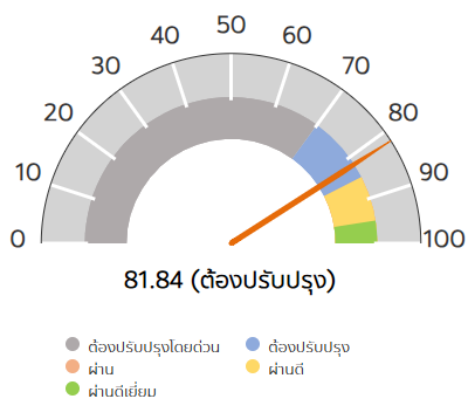 50
40
60
30
70
20
80
10
90
0
100
81.84 (ต้องปรับปรุง)
ต้องปรับปรุงโดยด่วน
ต้องปรับปรุง
ผ่าน
ผ่านดี
ผ่านดีเยี่ยม